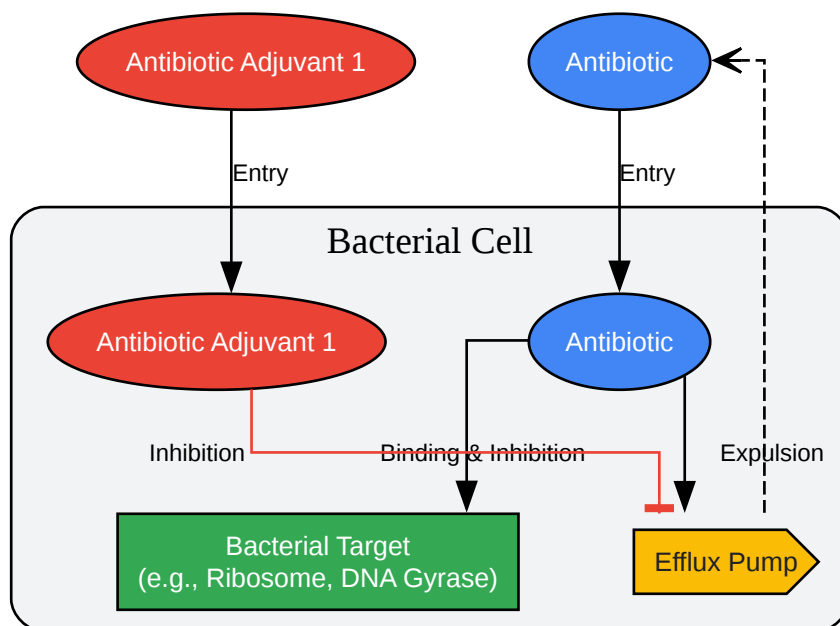 Antibiotic Adjuvant 1
Antibiotic
Entry
Entry
Bacterial Cell
Antibiotic Adjuvant 1
Antibiotic
Inhibition
Binding & Inhibition
Expulsion
Bacterial Target
(e.g., Ribosome, DNA Gyrase)
Efflux Pump